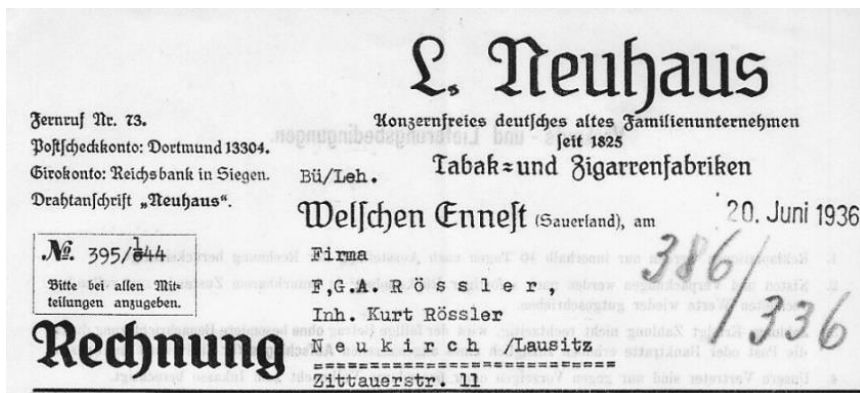 L. Neuhaus
Konzernfreies deutsches altes Familienunternehmen
seit 1825
Tabak= und Zigarrenfabriken
Fernruf Nr. 73.
Postscheckkonto: Dortmund 13304.
Girokonto: Reichsbank in Siegen.
Drahtanschrift „Neuhaus".
Bü/Leh.
Welschen Ennest (Sauerland), am 20. Juni 1936
№. 395/
Bitte bei allen Mit-
teilungen anzugeben.
386/
/336
Firma
F,G.A. Rössler,
Inh. Kurt Rössler
Neukirch /Lausitz
Zittauerstr. 11
Rechnung